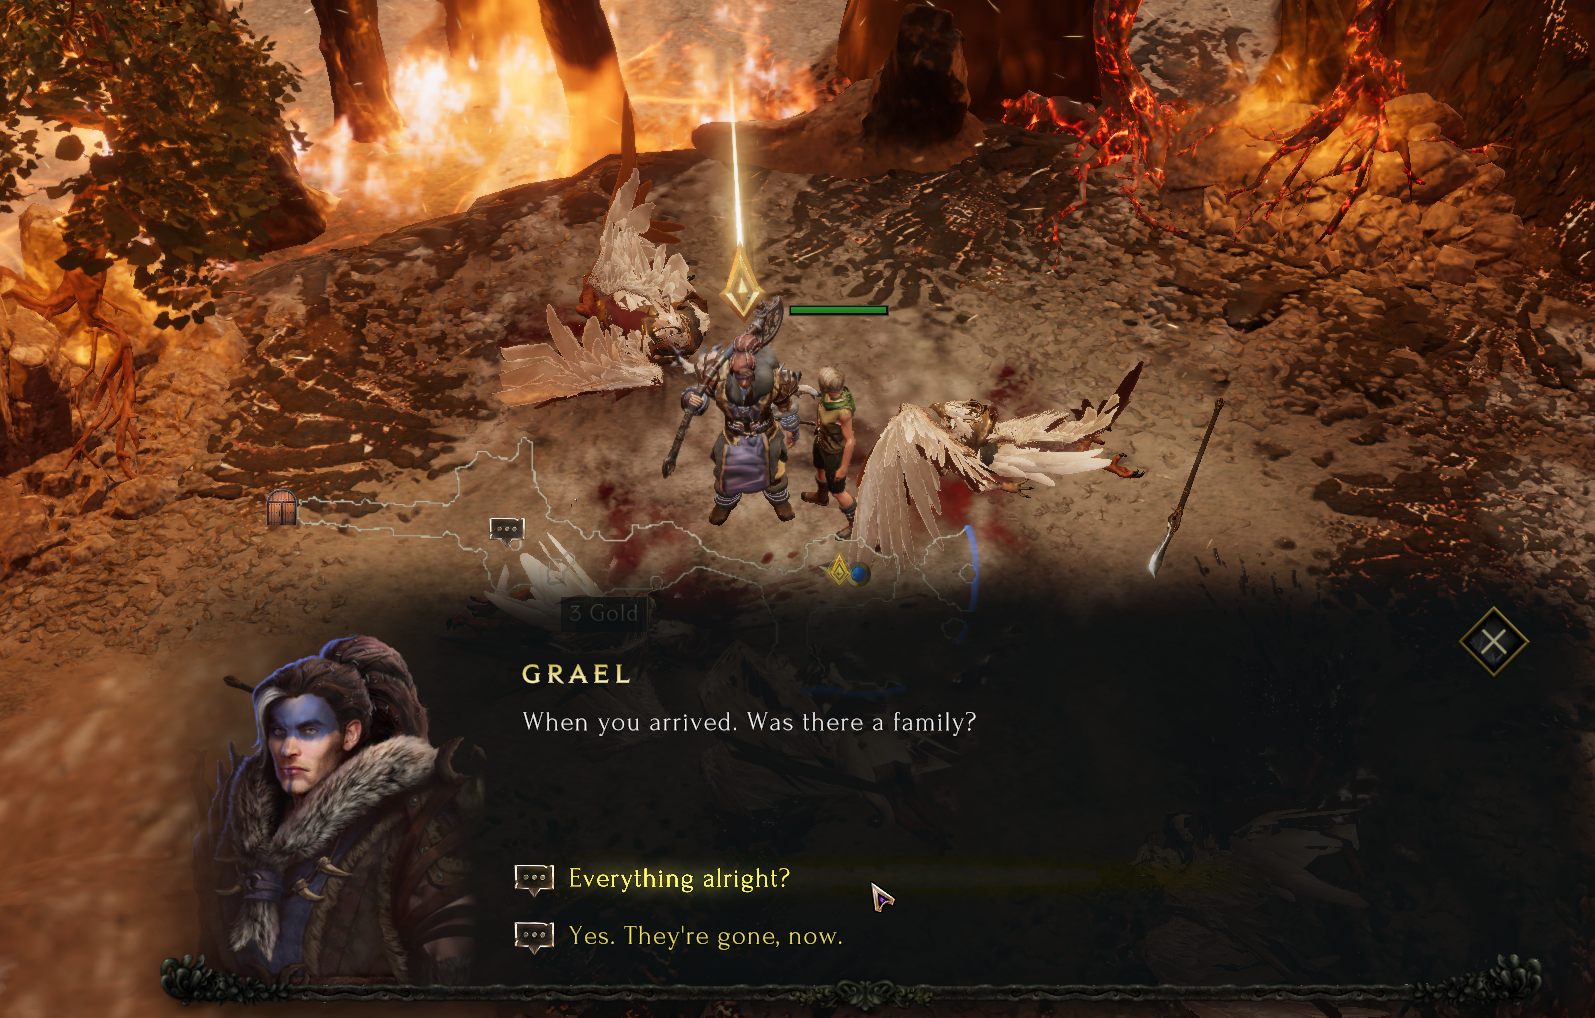 3 Gold
GRAEL
When you arrived. Was there a family?
Everything alright?
Yes. They're gone, now.